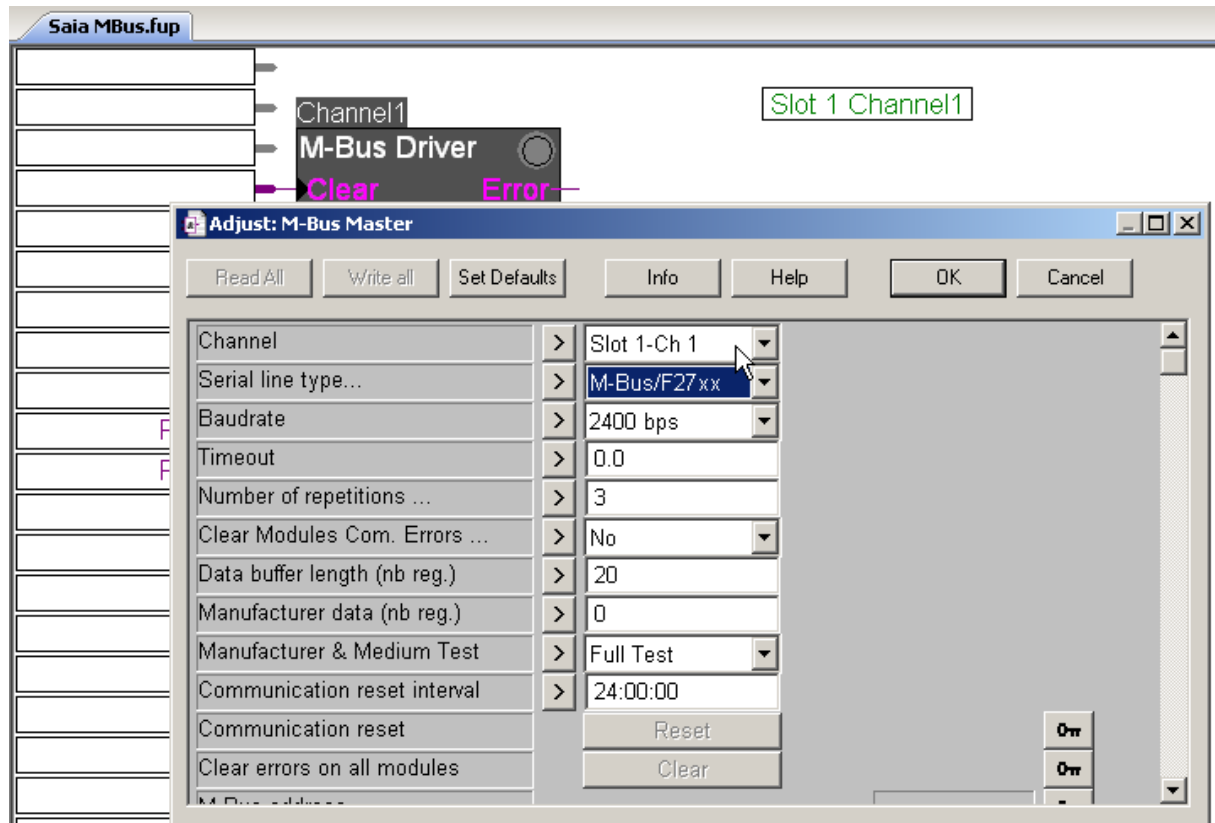 Saia MBus.fup
Slot 1 Channel1
Channel1
M-Bus Driver
Clear Error
Adjust: M-Bus Master
Read All Write all Set Defaults Info Help OK Cancel
Channel > Slot 1-Ch 1
Serial line type... > M-Bus/F27xx
Baudrate > 2400 bps
Timeout > 0.0
Number of repetitions ... > 3
Clear Modules Com. Errors ... > No
Data buffer length (nb reg.) > 20
Manufacturer data (nb reg.) > 0
Manufacturer & Medium Test > Full Test
Communication reset interval > 24:00:00
Communication reset Reset
Clear errors on all modules Clear